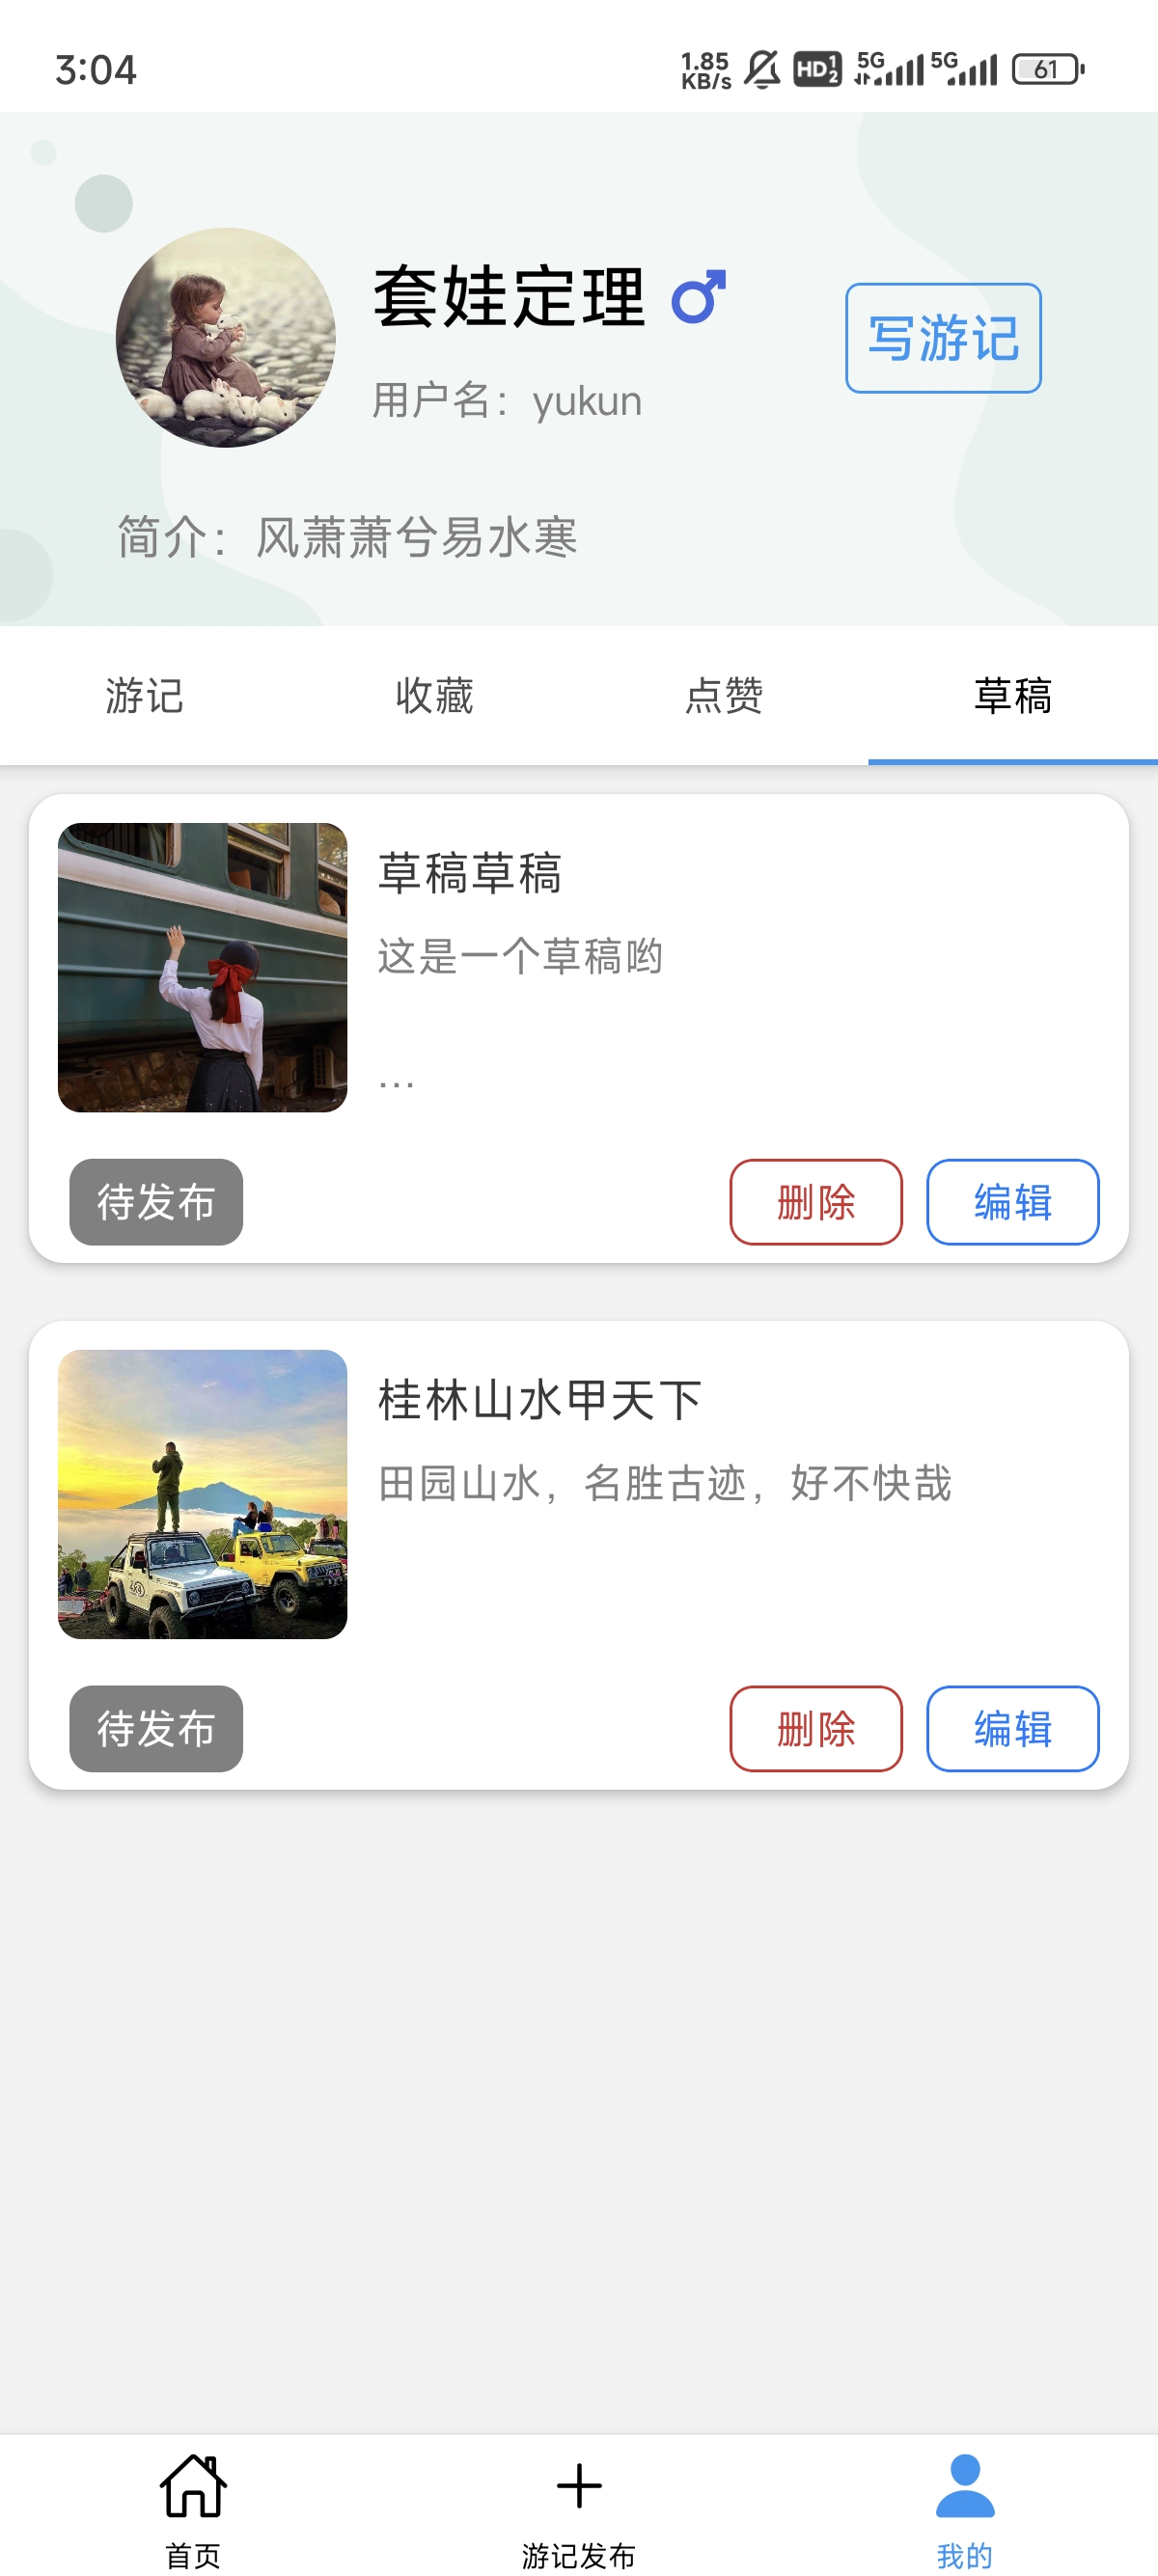 3:04
1.85 KB/s HD 1 2 5G 5G 61
套娃定理
写游记
用户名：yukun
简介：风萧萧兮易水寒
游记 收藏 点赞 草稿
草稿草稿
这是一个草稿哟
...
待发布 删除 编辑
桂林山水甲天下
田园山水，名胜古迹，好不快哉
4x4
待发布 删除 编辑
首页 游记发布 我的